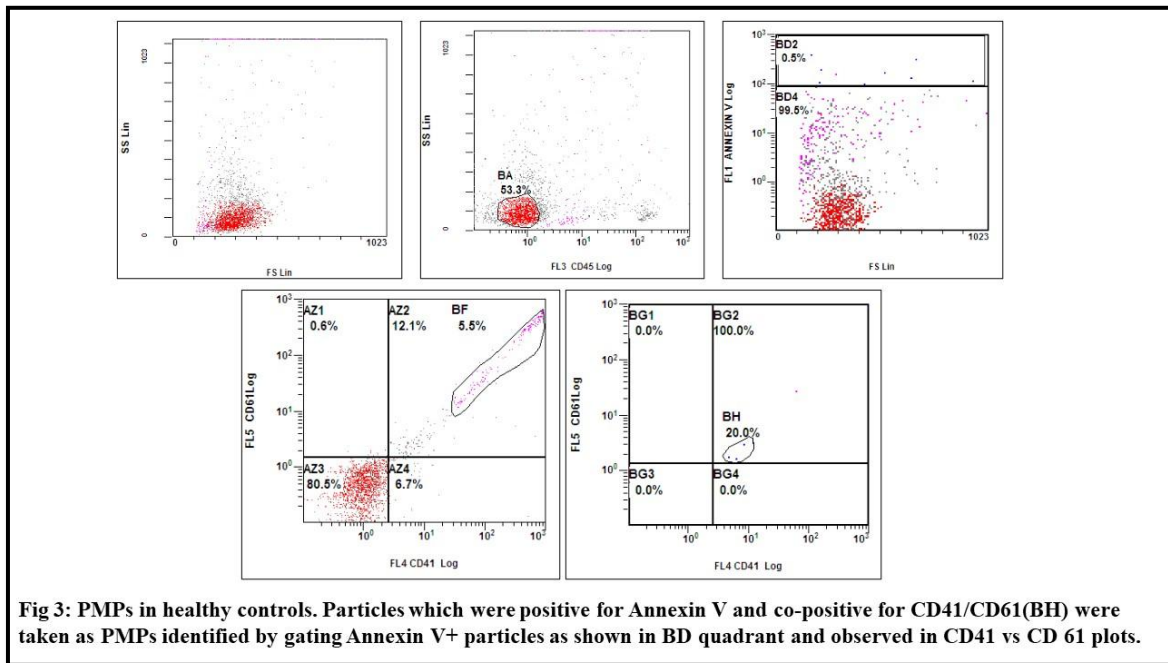 1023
SS Lin
0
0
1023
FS Lin
1023
SS Lin
BA
53.3%
0
10⁰
10¹
10²
10³
FL3 CD45 Log
10³
BD2
0.5%
10²
BD4
99.5%
10¹
10⁰
FL1 ANNEXIN V Log
0
1023
FS Lin
10³
AZ1
0.6%
AZ2
12.1%
BF
5.5%
10²
10¹
10⁰
FL5 CD61Log
AZ3
80.5%
AZ4
6.7%
10⁰
10¹
10²
10³
FL4 CD41 Log
10³
BG1
0.0%
BG2
100.0%
10²
10¹
10⁰
FL5 CD61Log
BH
20.0%
BG3
0.0%
BG4
0.0%
10⁰
10¹
10²
10³
FL4 CD41 Log
Fig 3: PMPs in healthy controls. Particles which were positive for Annexin V and co-positive for CD41/CD61(BH) were
taken as PMPs identified by gating Annexin V+ particles as shown in BD quadrant and observed in CD41 vs CD 61 plots.